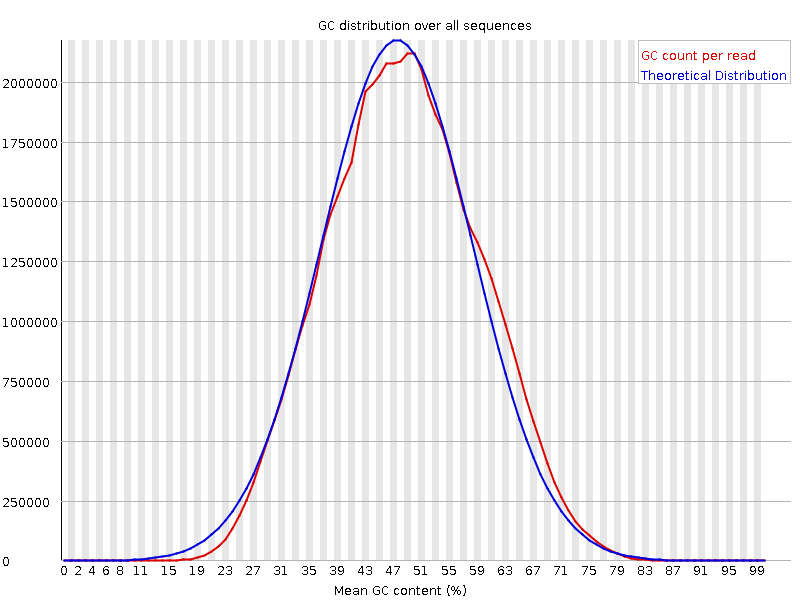 GC distribution over all sequences
GC count per read
Theoretical Distribution
2000000
1750000
1500000
1250000
1000000
750000
500000
250000
0
0 2 4 6 8 11 15 19 23 27 31 35 39 43 47 51 55 59 63 67 71 75 79 83 87 91 95 99
Mean GC content (%)